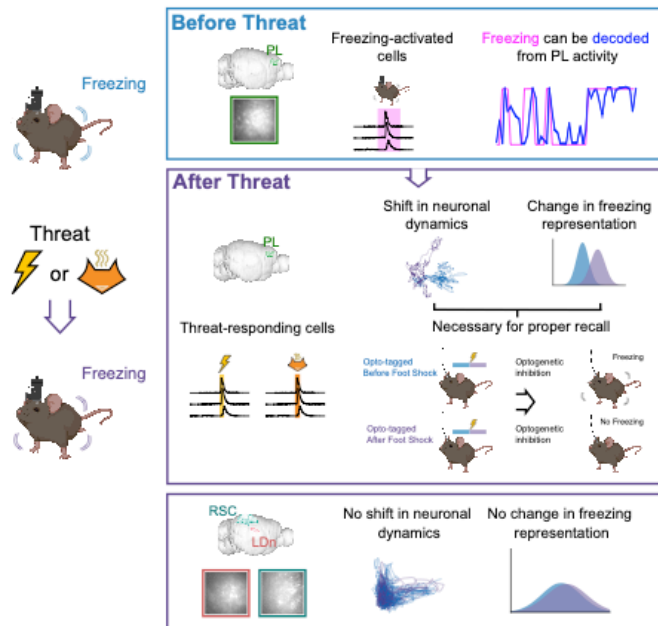 Before Threat
PL
Freezing-activated
cells
Freezing can be decoded
from PL activity
Freezing
After Threat
PL
Shift in neuronal
dynamics
Change in freezing
representation
Threat
or
Threat-responding cells
Necessary for proper recall
Opto-tagged
Before Foot Shock
Optogenetic
inhibition
Freezing
Freezing
Opto-tagged
After Foot Shock
Optogenetic
inhibition
No Freezing
RSC
LDn
No shift in neuronal
dynamics
No change in freezing
representation